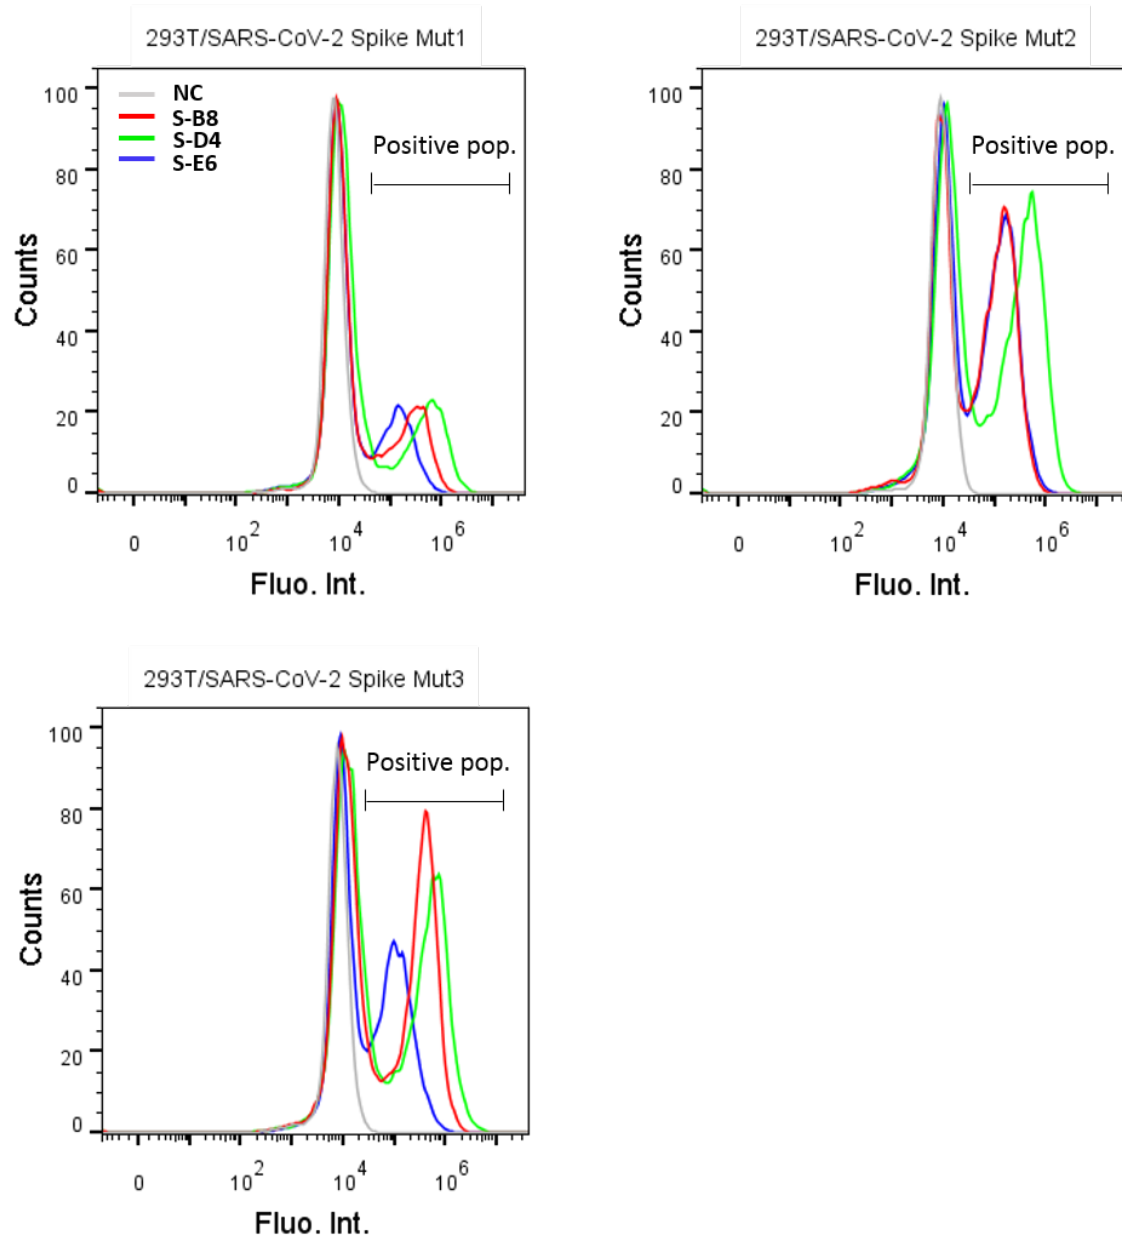 293T/SARS-CoV-2 Spike Mut1
NC
S-B8
S-D4
S-E6
Positive pop.
100
80
60
40
20
0
Counts
0
10^2
10^4
10^6
Fluo. Int.
293T/SARS-CoV-2 Spike Mut2
Positive pop.
100
80
60
40
20
0
Counts
0
10^2
10^4
10^6
Fluo. Int.
293T/SARS-CoV-2 Spike Mut3
Positive pop.
100
80
60
40
20
0
Counts
0
10^2
10^4
10^6
Fluo. Int.